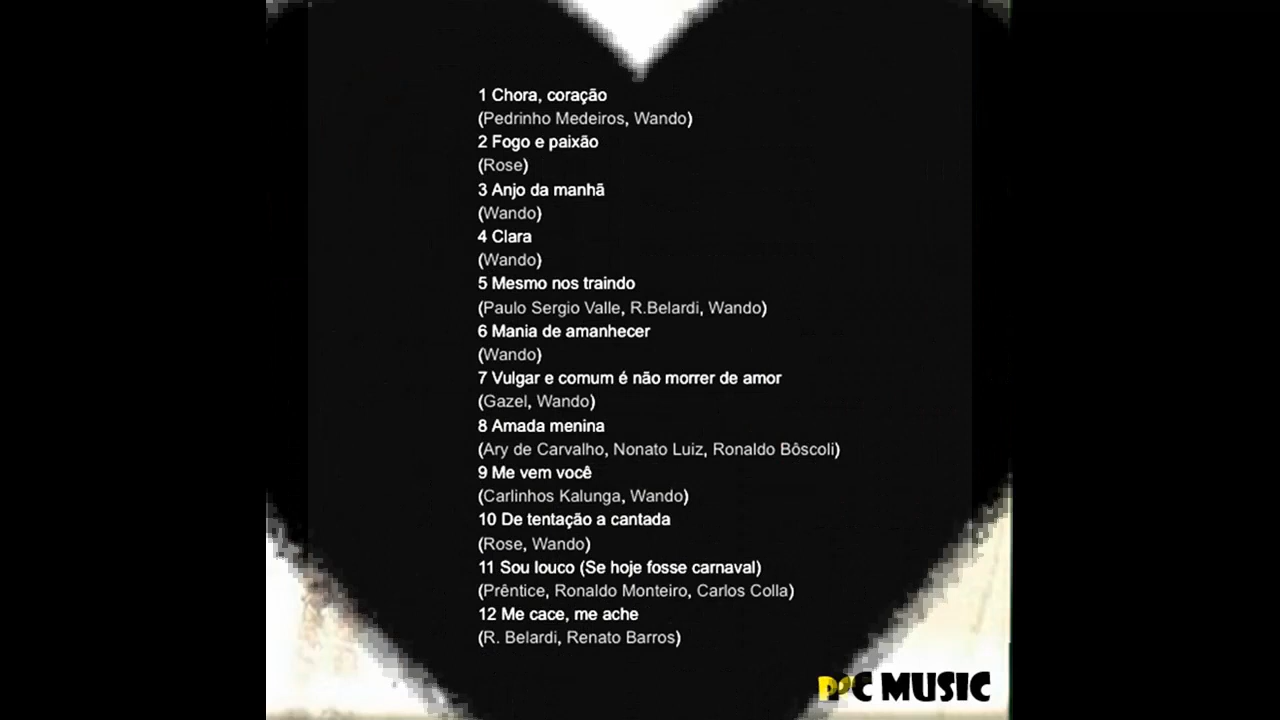 1 Chora, coração
(Pedrinho Medeiros, Wando)
2 Fogo e paixão
(Rose)
3 Anjo da manhã
(Wando)
4 Clara
(Wando)
5 Mesmo nos traindo
(Paulo Sergio Valle, R.Belardi, Wando)
6 Mania de amanhecer
(Wando)
7 Vulgar e comum é não morrer de amor
(Gazel, Wando)
8 Amada menina
(Ary de Carvalho, Nonato Luiz, Ronaldo Bôscoli)
9 Me vem você
(Carlinhos Kalunga, Wando)
10 De tentação a cantada
(Rose, Wando)
11 Sou louco (Se hoje fosse carnaval)
(Prêntice, Ronaldo Monteiro, Carlos Colla)
12 Me cace, me ache
(R. Belardi, Renato Barros)
PPC MUSIC